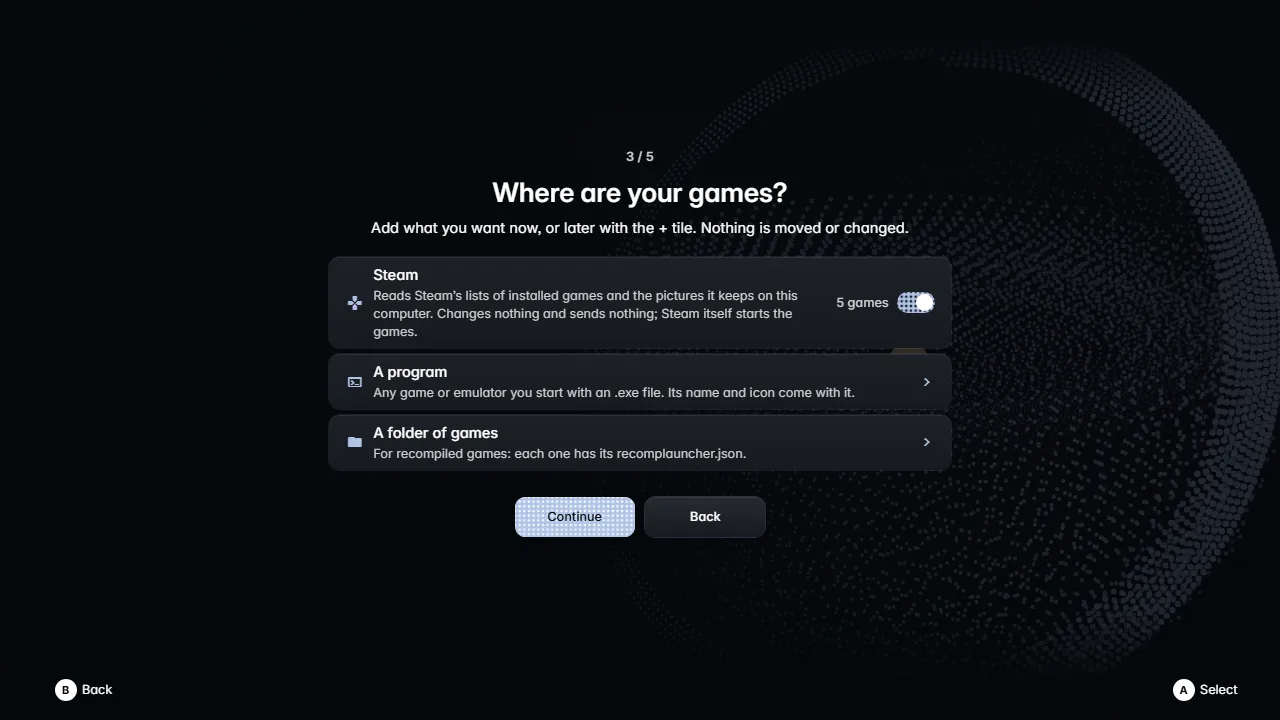 3 / 5
Where are your games?
Add what you want now, or later with the + tile. Nothing is moved or changed.
Steam
Reads Steam's lists of installed games and the pictures it keeps on this
computer. Changes nothing and sends nothing; Steam itself starts the
games.
5 games
A program
Any game or emulator you start with an .exe file. Its name and icon come with it.
A folder of games
For recompiled games: each one has its recomplauncher.json.
Continue
Back
B Back
A Select